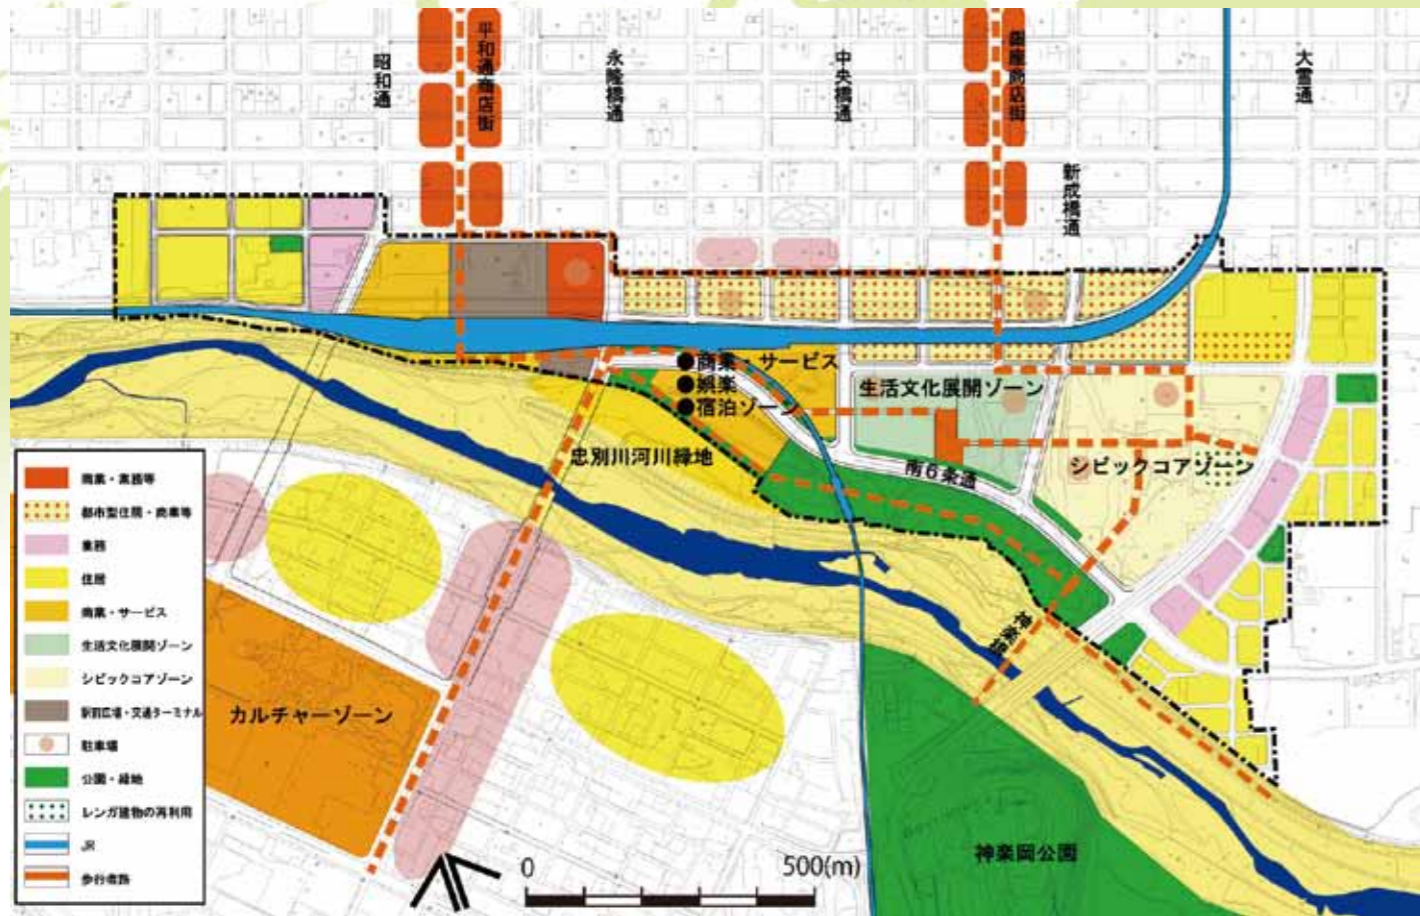 昭和通
平和通商店街
永隆橋通
中央橋通
銀座商店街
大雪通
新成橋通
●商業・サービス
●娯楽
●宿泊ゾーン
生活文化展開ゾーン
忠別川河川緑地
南6条通
シビックコアゾーン
神楽橋
カルチャーゾーン
神楽岡公園
商業・業務等
都市型住居・商業等
業務
住居
商業・サービス
生活文化展開ゾーン
シビックコアゾーン
駅前広場・交通ターミナル
駐車場
公園・緑地
レンガ建物の再利用
JR
歩行者路
0 500(m)